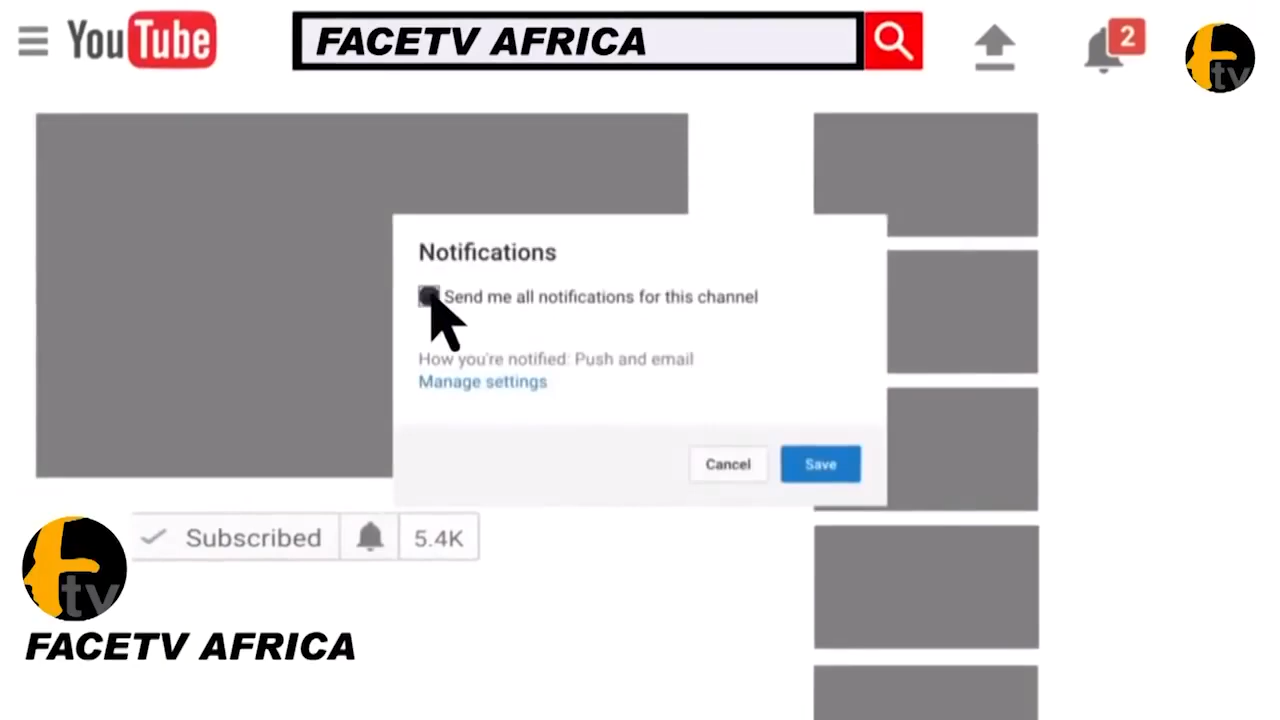 YouTube
FACETV AFRICA
2
tv
Notifications
Send me all notifications for this channel
How you're notified: Push and email
Manage settings
Cancel
Save
Subscribed
5.4K
tv
FACETV AFRICA